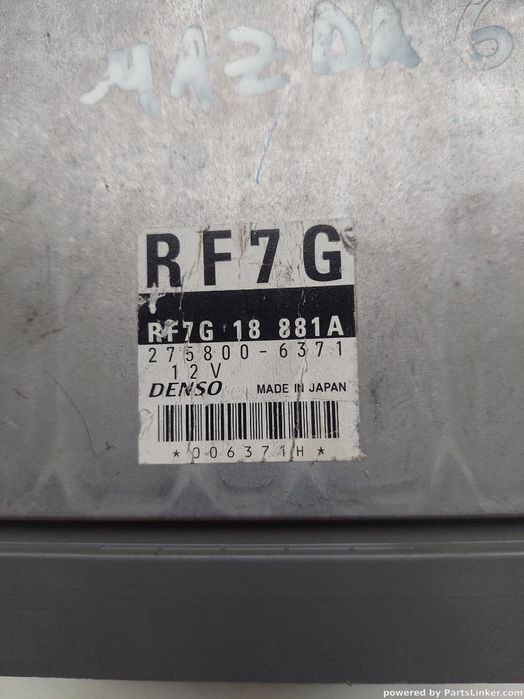 MAZDA 6
RF7G
RF7G 18 881A
275800-6371
12V
DENSO MADE IN JAPAN
*006371H*
powered by PartsLinker.com